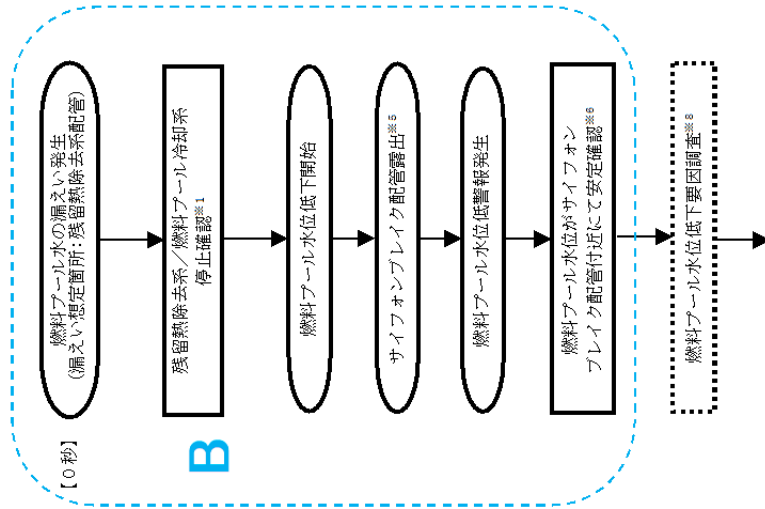 【0秒】
燃料プール水の漏えい発生
(漏えい想定箇所：残留熱除去系配管)
残留熱除去系／燃料プール冷却系
停止確認※1
B
燃料プール水位低下開始
サイフォンブレイク配管露出※5
燃料プール水位低警報発生
燃料プール水位がサイフォン
ブレイク配管付近にて安定確認※6
燃料プール水位低下要因調査※8